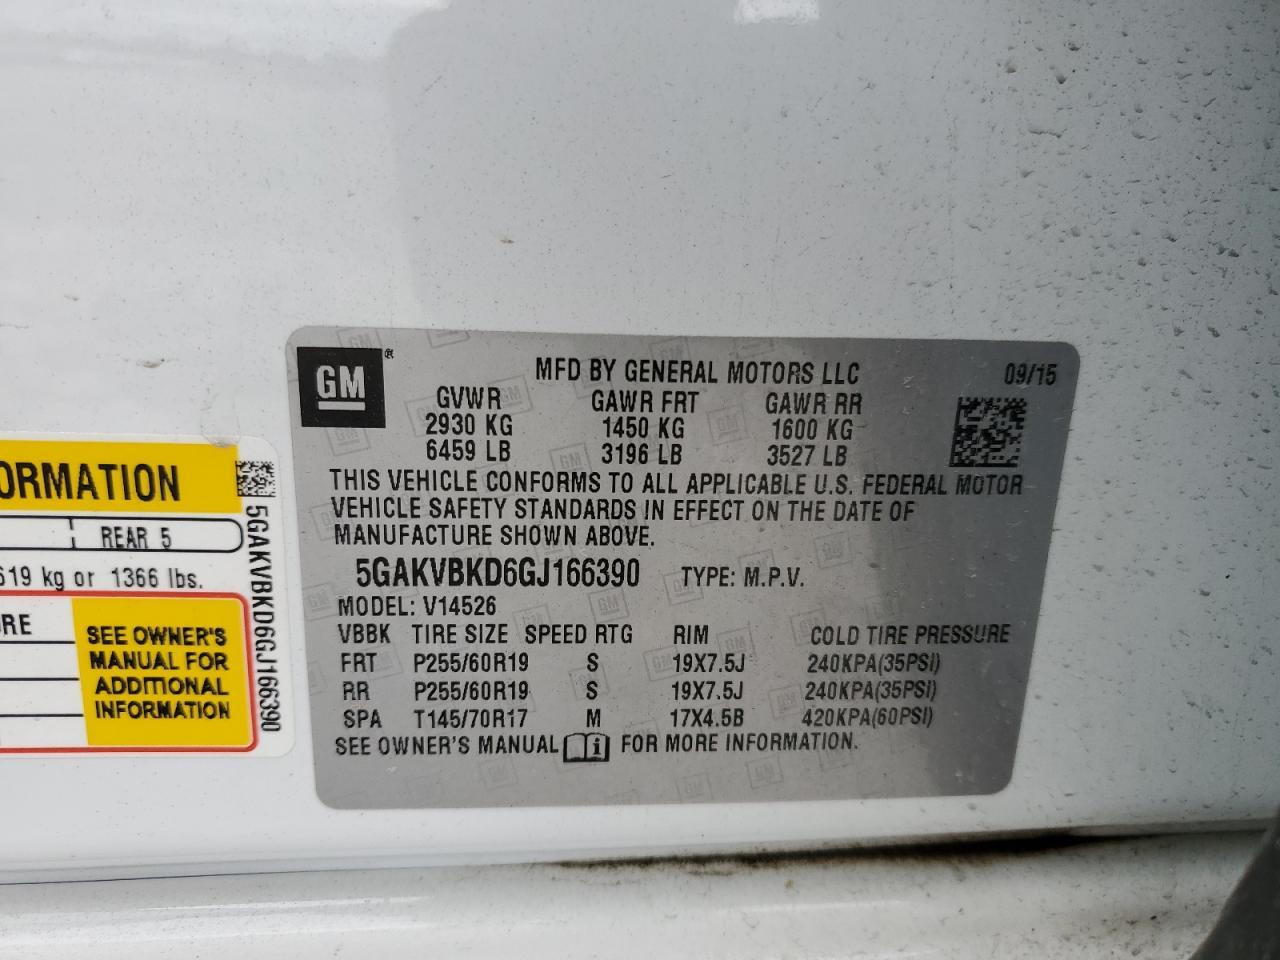 GM®
MFD BY GENERAL MOTORS LLC 09/15
GVWR GAWR FRT GAWR RR
2930 KG 1450 KG 1600 KG
6459 LB 3196 LB 3527 LB
THIS VEHICLE CONFORMS TO ALL APPLICABLE U.S. FEDERAL MOTOR
VEHICLE SAFETY STANDARDS IN EFFECT ON THE DATE OF
MANUFACTURE SHOWN ABOVE.
5GAKVBKD6GJ166390 TYPE: M.P.V.
MODEL: V14526
VBBK TIRE SIZE SPEED RTG RIM COLD TIRE PRESSURE
FRT P255/60R19 S 19X7.5J 240KPA(35PSI)
RR P255/60R19 S 19X7.5J 240KPA(35PSI)
SPA T145/70R17 M 17X4.5B 420KPA(60PSI)
SEE OWNER'S MANUAL FOR MORE INFORMATION.
ORMATION
REAR 5
619 kg or 1366 lbs.
RE
SEE OWNER'S
MANUAL FOR
ADDITIONAL
INFORMATION
5GAKVBKD6GJ166390